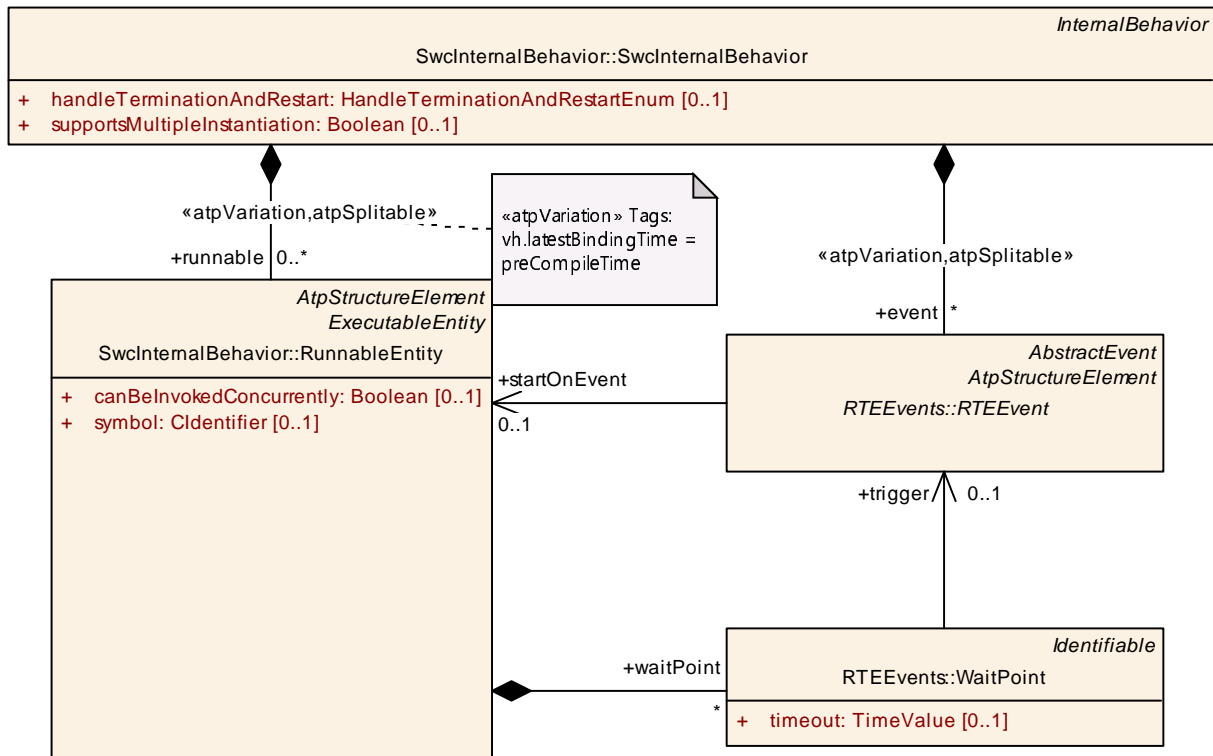 InternalBehavior
SwcInternalBehavior::SwcInternalBehavior
+ handleTerminationAndRestart: HandleTerminationAndRestartEnum [0..1]
+ supportsMultipleInstantiation: Boolean [0..1]
«atpVariation,atpSplitable»
+runnable 0..*
«atpVariation» Tags:
vh.latestBindingTime =
preCompileTime
«atpVariation,atpSplitable»
+event *
AtpStructureElement
ExecutableEntity
SwcInternalBehavior::RunnableEntity
+ canBeInvokedConcurrently: Boolean [0..1]
+ symbol: CIdentifier [0..1]
+startOnEvent
0..1
AbstractEvent
AtpStructureElement
RTEEvents::RTEEvent
+trigger 0..1
+waitPoint
*
Identifiable
RTEEvents::WaitPoint
+ timeout: TimeValue [0..1]